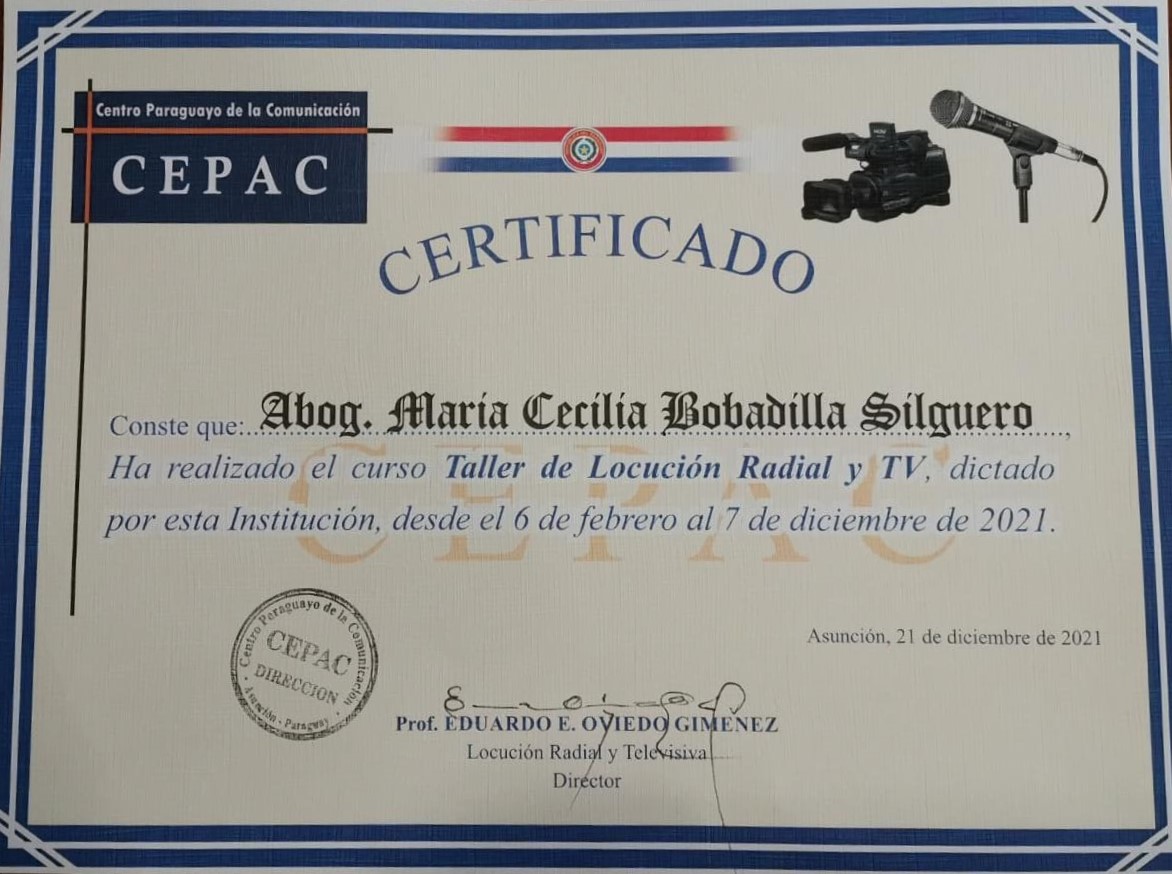 Centro Paraguayo de la Comunicación
CEPAC
CERTIFICADO
Conste que:..Abog. María Cecilia Bobadilla Silguero....,
Ha realizado el curso Taller de Locución Radial y TV, dictado
por esta Institución, desde el 6 de febrero al 7 de diciembre de 2021.
CEPAC
Asunción, 21 de diciembre de 2021
Centro Paraguayo de la Comunicación
CEPAC
DIRECCION
Asunción - Paraguay
Prof. EDUARDO E. OVIEDO GIMENEZ
Locución Radial y Televisiva
Director